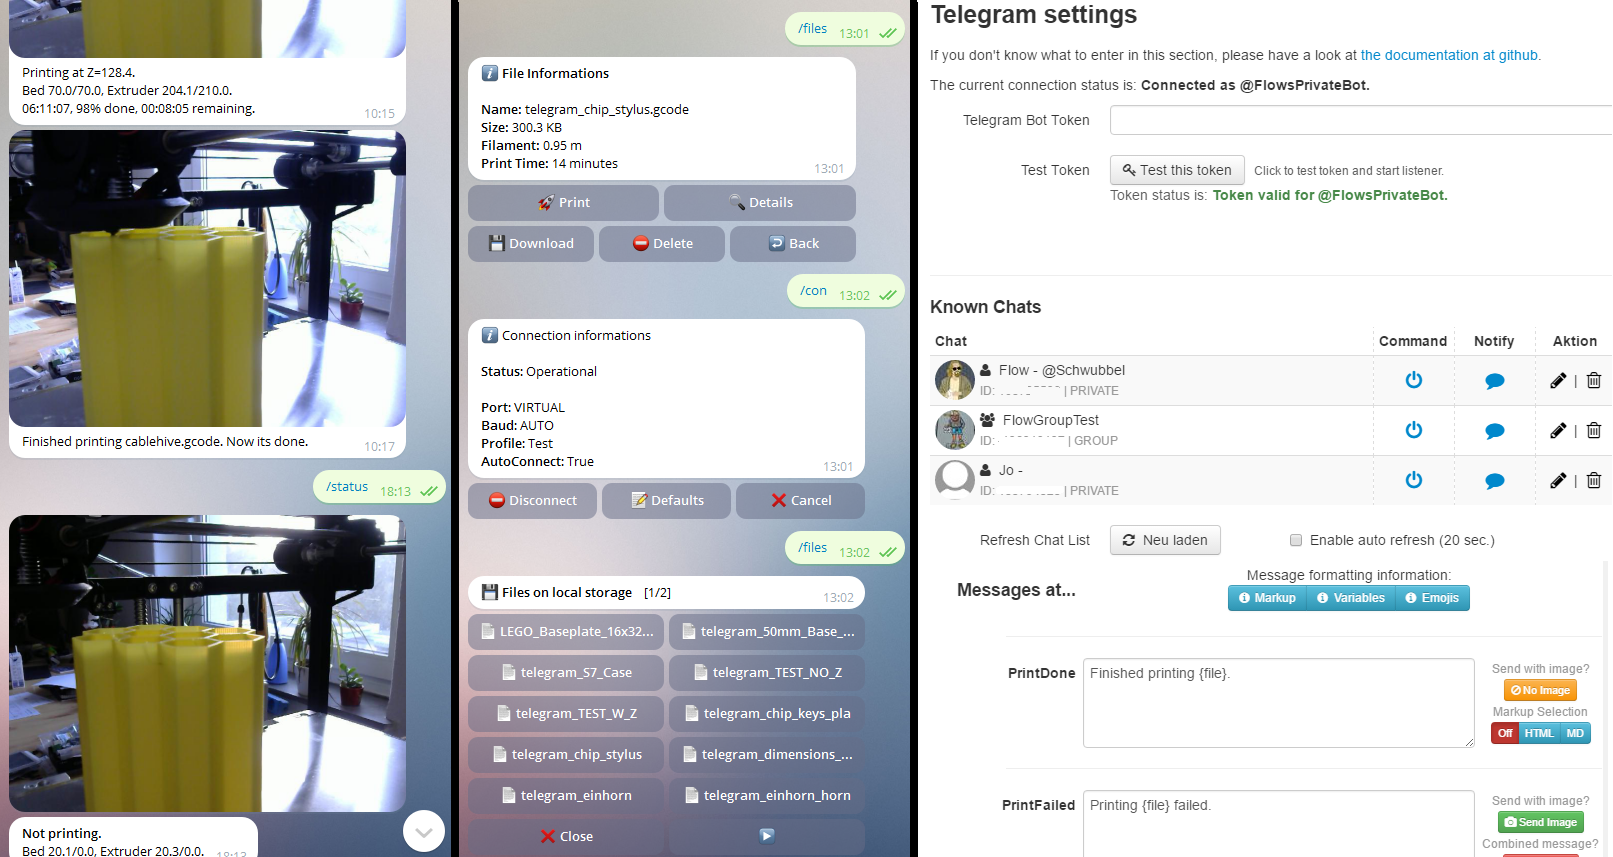 Printing at Z=128.4.
Bed 70.0/70.0, Extruder 204.1/210.0.
06:11:07, 98% done, 00:08:05 remaining.
10:15
Finished printing cablehive.gcode. Now its done.
10:17
/status 18:13
Not printing.
Bed 20.1/0.0, Extruder 20.3/0.0.
18:13
/files 13:01
File Informations
Name: telegram_chip_stylus.gcode
Size: 300.3 KB
Filament: 0.95 m
Print Time: 14 minutes
13:01
Print Details
Download Delete Back
/con 13:02
Connection informations
Status: Operational
Port: VIRTUAL
Baud: AUTO
Profile: Test
AutoConnect: True
13:01
Disconnect Defaults Cancel
/files 13:02
Files on local storage [1/2]
13:02
LEGO_Baseplate_16x32... telegram_50mm_Base_...
telegram_S7_Case telegram_TEST_NO_Z
telegram_TEST_W_Z telegram_chip_keys_pla
telegram_chip_stylus telegram_dimensions_...
telegram_einhorn telegram_einhorn_horn
Close
Telegram settings
If you don't know what to enter in this section, please have a look at the documentation at github.
The current connection status is: Connected as @FlowsPrivateBot.
Telegram Bot Token
Test Token Test this token Click to test token and start listener.
Token status is: Token valid for @FlowsPrivateBot.
Known Chats
Chat Command Notify Aktion
Flow - @Schwubbel
ID: | PRIVATE
|
FlowGroupTest
ID: | GROUP
|
Jo -
ID: | PRIVATE
|
Refresh Chat List Neu laden Enable auto refresh (20 sec.)
Messages at...
Message formatting information:
Markup Variables Emojis
PrintDone Finished printing {file}.
Send with image?
No Image
Markup Selection
Off HTML MD
PrintFailed Printing {file} failed.
Send with image?
Send Image
Combined message?